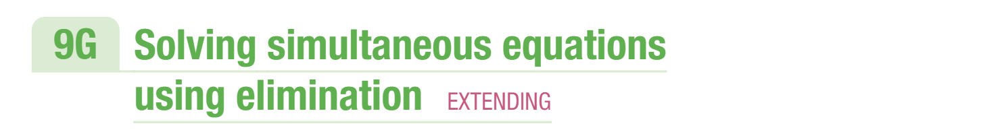 9G Solving simultaneous equations
using elimination EXTENDING